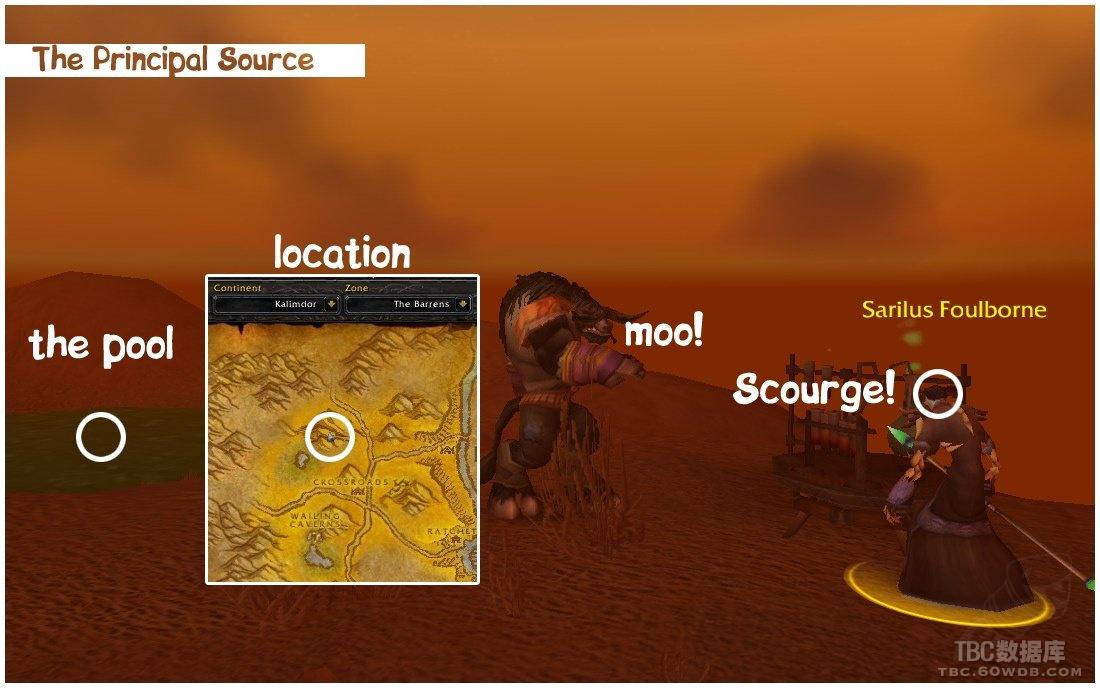 The Principal Source
location
Continent
Zone
Kalimdor
The Barrens
the pool
moo!
Sarilus Foulborne
Scourge!
CROSSROADS
WAILING
CAVERNS
RATCHET
TBC数据库
TBC.60WDB.COM